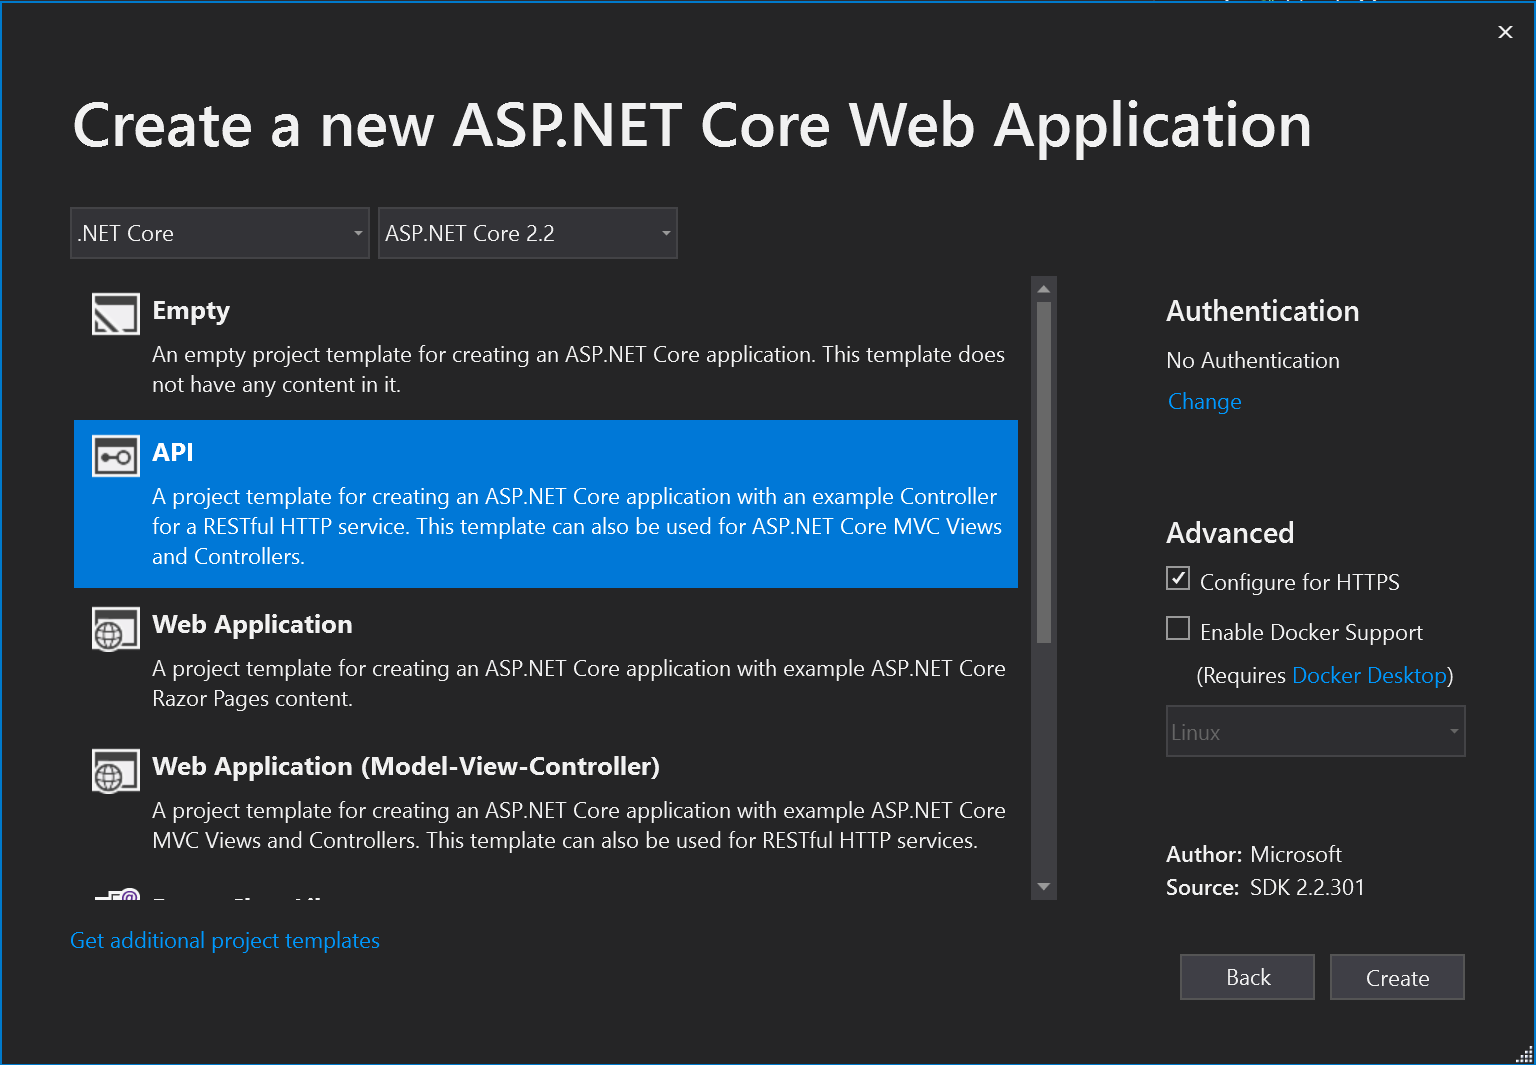 Create a new ASP.NET Core Web Application
.NET Core
ASP.NET Core 2.2
Empty
An empty project template for creating an ASP.NET Core application. This template does
not have any content in it.
API
A project template for creating an ASP.NET Core application with an example Controller
for a RESTful HTTP service. This template can also be used for ASP.NET Core MVC Views
and Controllers.
Web Application
A project template for creating an ASP.NET Core application with example ASP.NET Core
Razor Pages content.
Web Application (Model-View-Controller)
A project template for creating an ASP.NET Core application with example ASP.NET Core
MVC Views and Controllers. This template can also be used for RESTful HTTP services.
Get additional project templates
Authentication
No Authentication
Change
Advanced
Configure for HTTPS
Enable Docker Support
(Requires Docker Desktop)
Linux
Author: Microsoft
Source: SDK 2.2.301
Back
Create